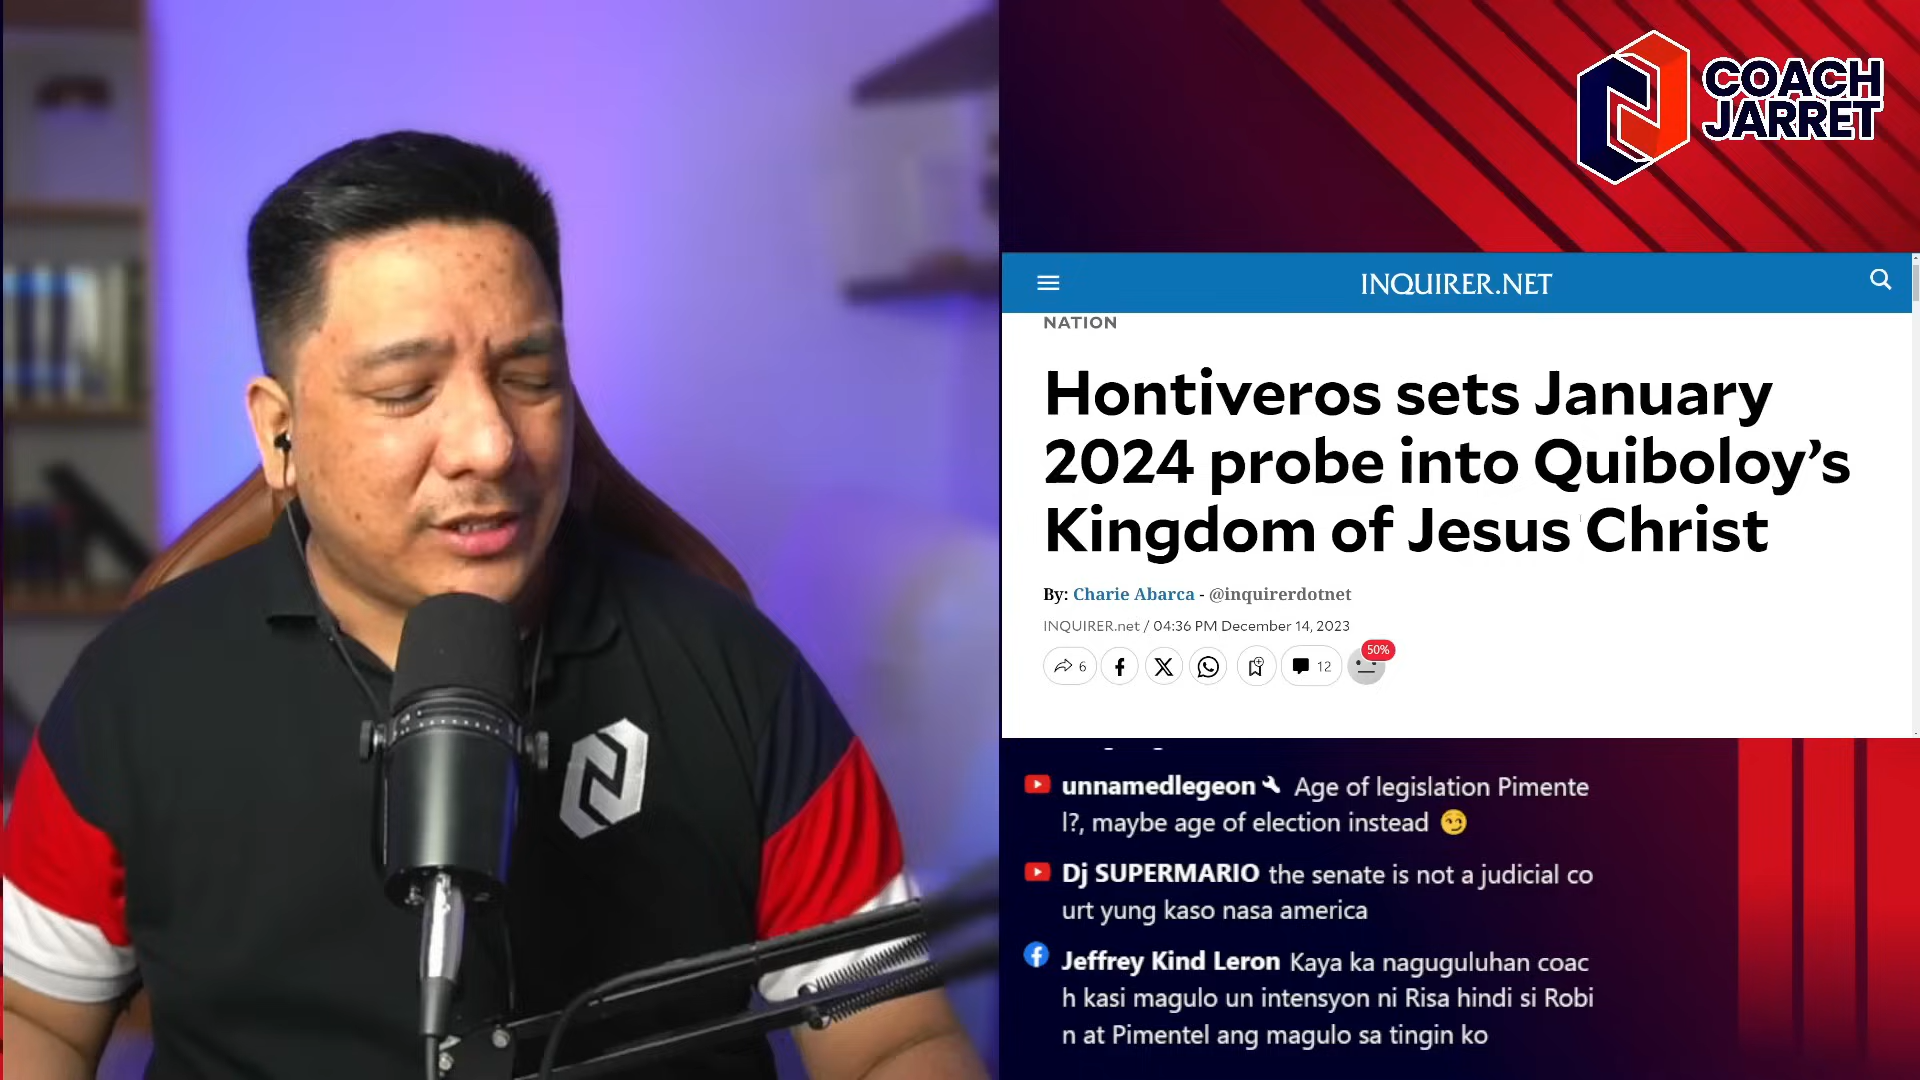 COACH
JARRET
INQUIRER.NET
NATION
Hontiveros sets January
2024 probe into Quiboloy’s
Kingdom of Jesus Christ
By: Charie Abarca - @inquirerdotnet
INQUIRER.net / 04:36 PM December 14, 2023
6
12
50%
unnamedlegeon Age of legislation Pimente
l?, maybe age of election instead 😏
Dj SUPERMARIO the senate is not a judicial co
urt yung kaso nasa america
Jeffrey Kind Leron Kaya ka naguguluhan coac
h kasi magulo un intensyon ni Risa hindi si Robi
n at Pimentel ang magulo sa tingin ko